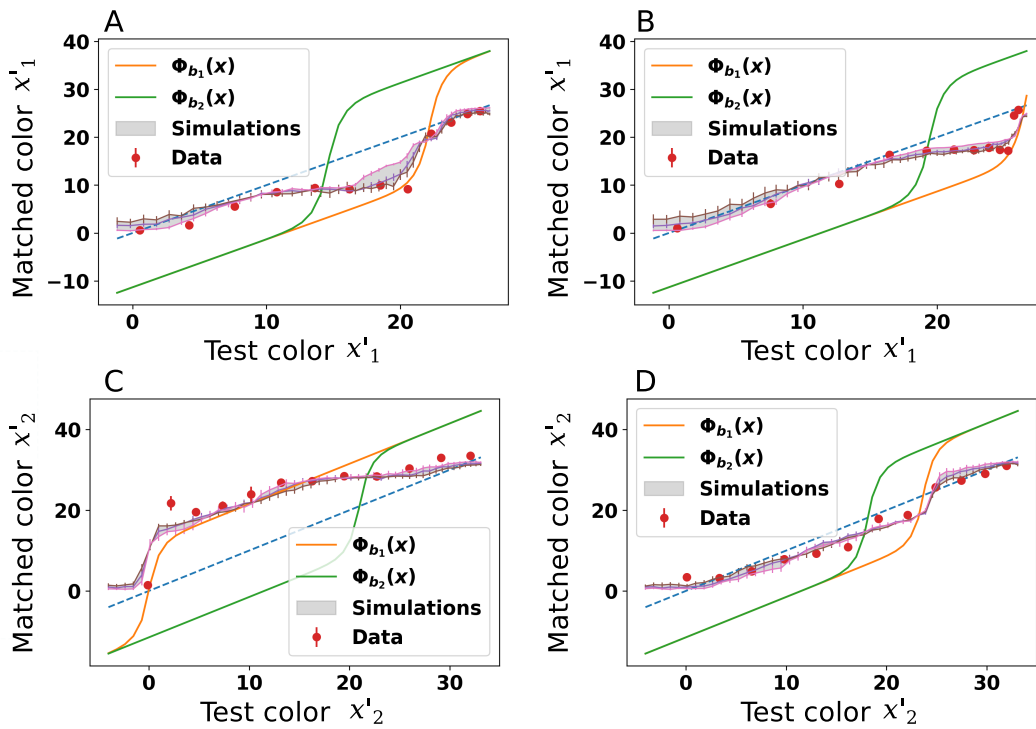 A
40
30
20
10
0
−10
Matched color x'1
Φb1(x)
Φb2(x)
Simulations
Data
0
10
20
Test color x'1
B
40
30
20
10
0
−10
Matched color x'1
Φb1(x)
Φb2(x)
Simulations
Data
0
10
20
Test color x'1
C
40
20
0
Matched color x'2
Φb1(x)
Φb2(x)
Simulations
Data
0
10
20
30
Test color x'2
D
40
20
0
Matched color x'2
Φb1(x)
Φb2(x)
Simulations
Data
0
10
20
30
Test color x'2